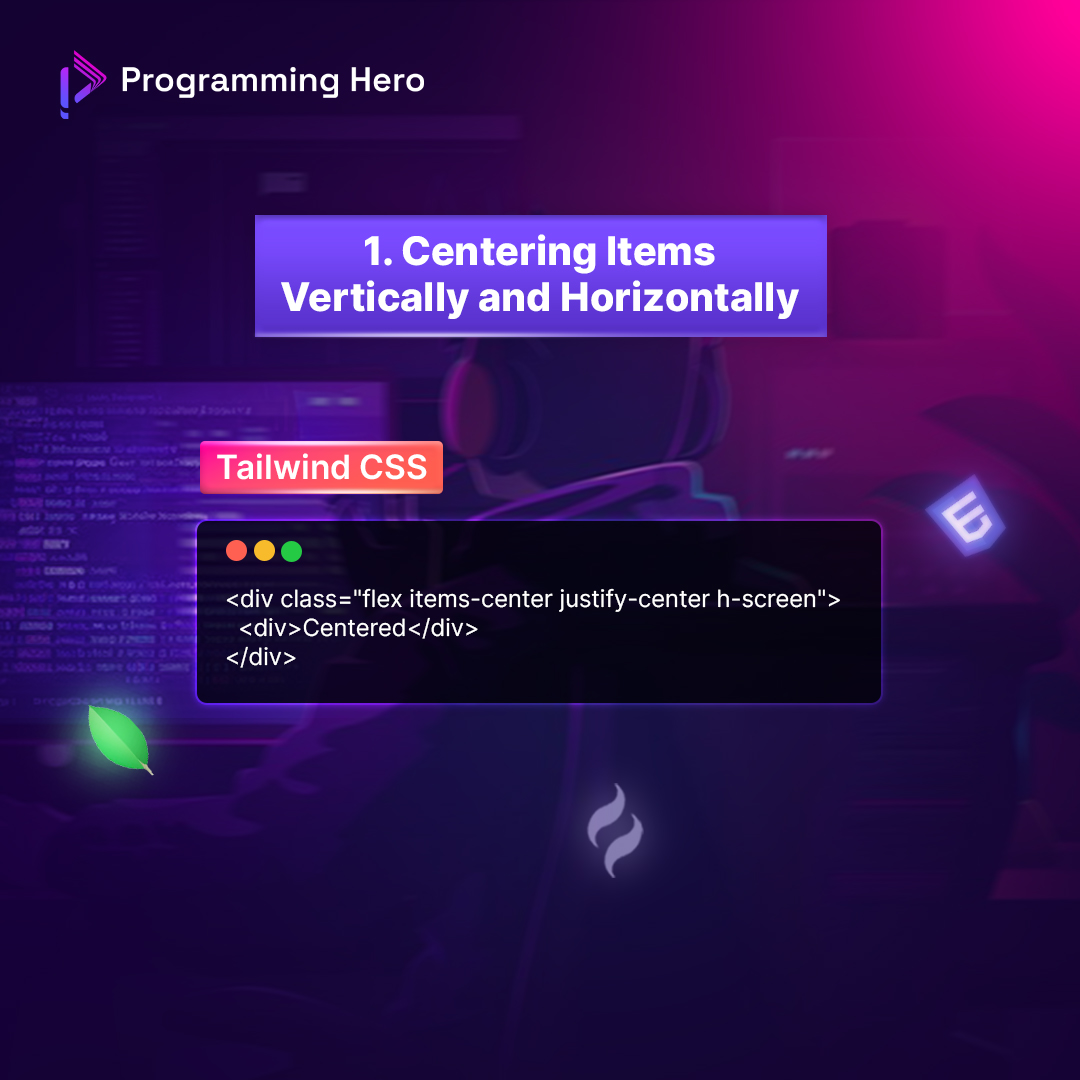 Programming Hero
1. Centering Items
Vertically and Horizontally
Tailwind CSS
<div class="flex items-center justify-center h-screen">
  <div>Centered</div>
</div>